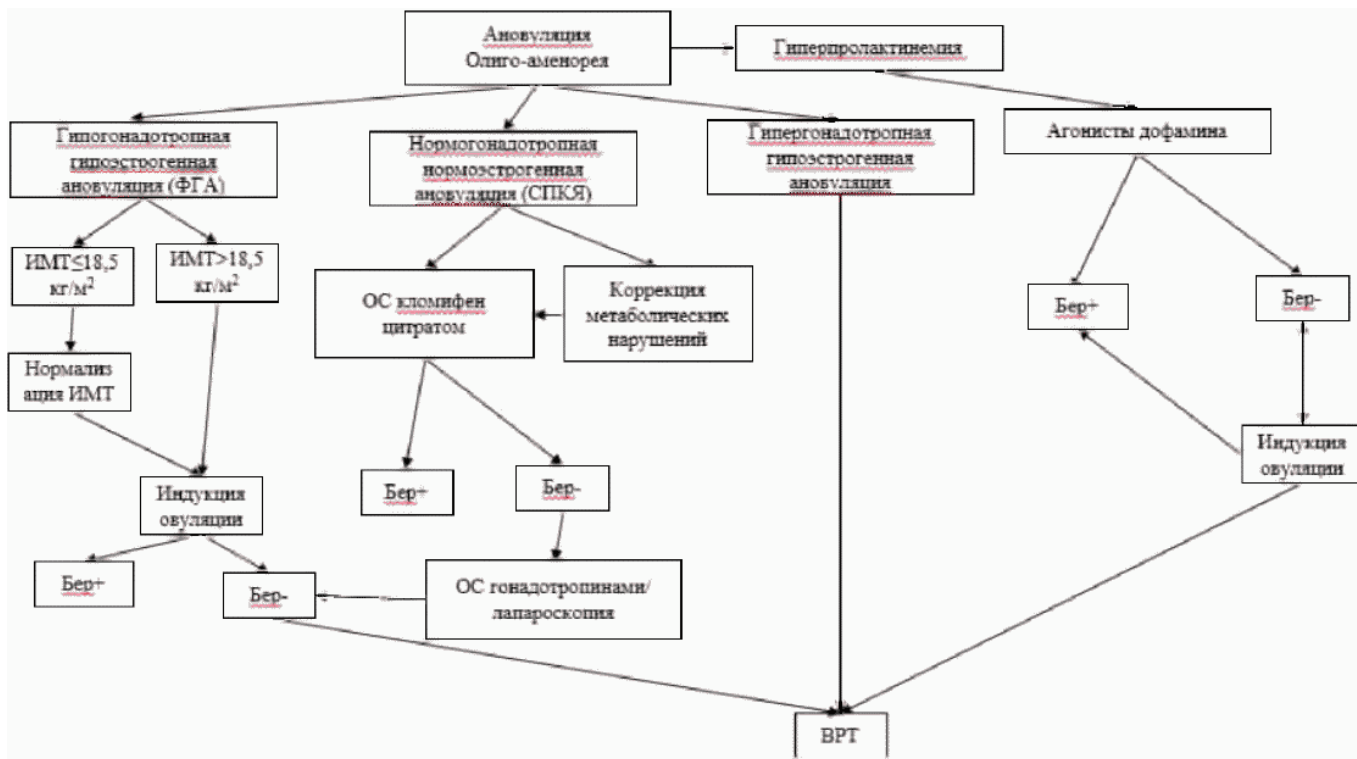 Ановуляция
Олиго-аменорея
Гиперпролактинемия
Гипогонадотропная
гипоэстрогенная
ановуляция (ФГА)
Нормогонадотропная
нормоэстрогенная
ановуляция (СПКЯ)
Гипергонадотропная
гипоэстрогенная
ановуляция
Агонисты дофамина
ИМТ≤18,5
кг/м²
ИМТ>18,5
кг/м²
ОС кломифен
цитратом
Коррекция
метаболических
нарушений
Бер+
Бер-
Нормализ
ация ИМТ
Индукция
овуляции
Бер+
Бер-
Индукция
овуляции
Бер+
Бер-
ОС гонадотропинами/
лапароскопия
ВРТ